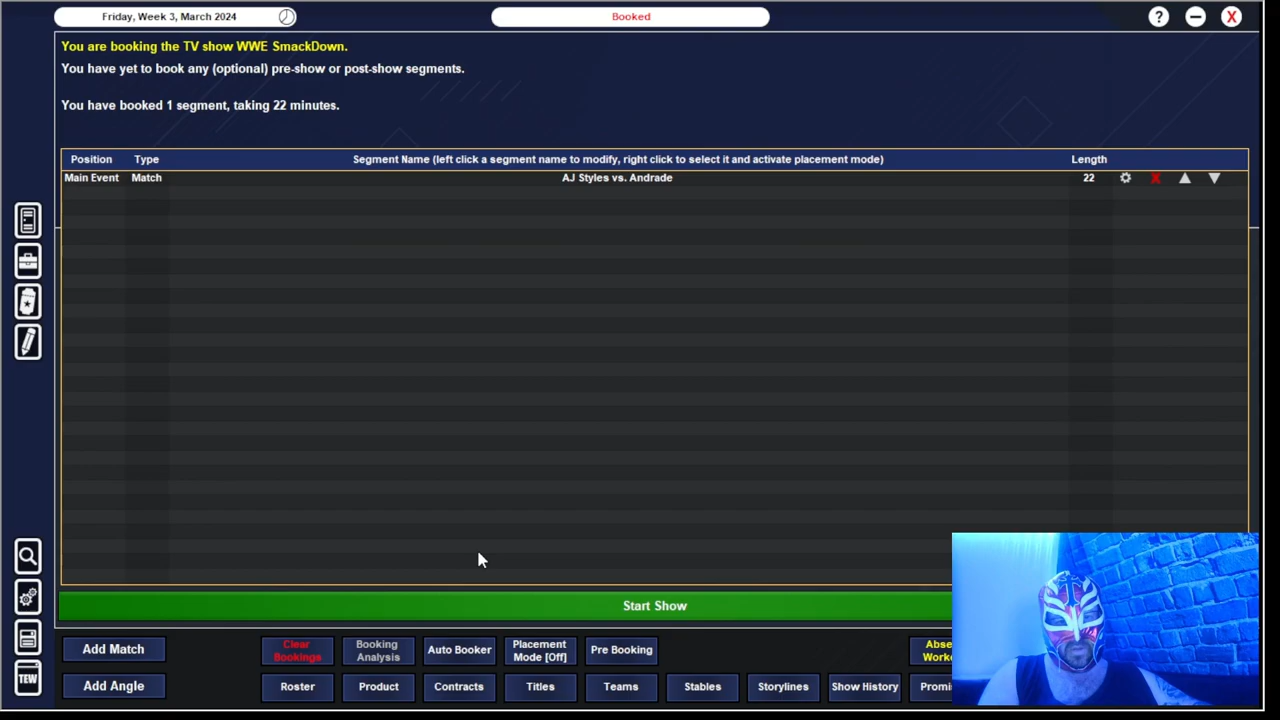 Friday, Week 3, March 2024
Booked
?
X
You are booking the TV show WWE SmackDown.
You have yet to book any (optional) pre-show or post-show segments.
You have booked 1 segment, taking 22 minutes.
Position Type Segment Name (left click a segment name to modify, right click to select it and activate placement mode) Length
Main Event Match AJ Styles vs. Andrade 22 X
Start Show
Add Match
Clear Bookings
Booking Analysis
Auto Booker
Placement Mode [Off]
Pre Booking
Abse
Work
Add Angle
Roster
Product
Contracts
Titles
Teams
Stables
Storylines
Show History
Promi
TEW